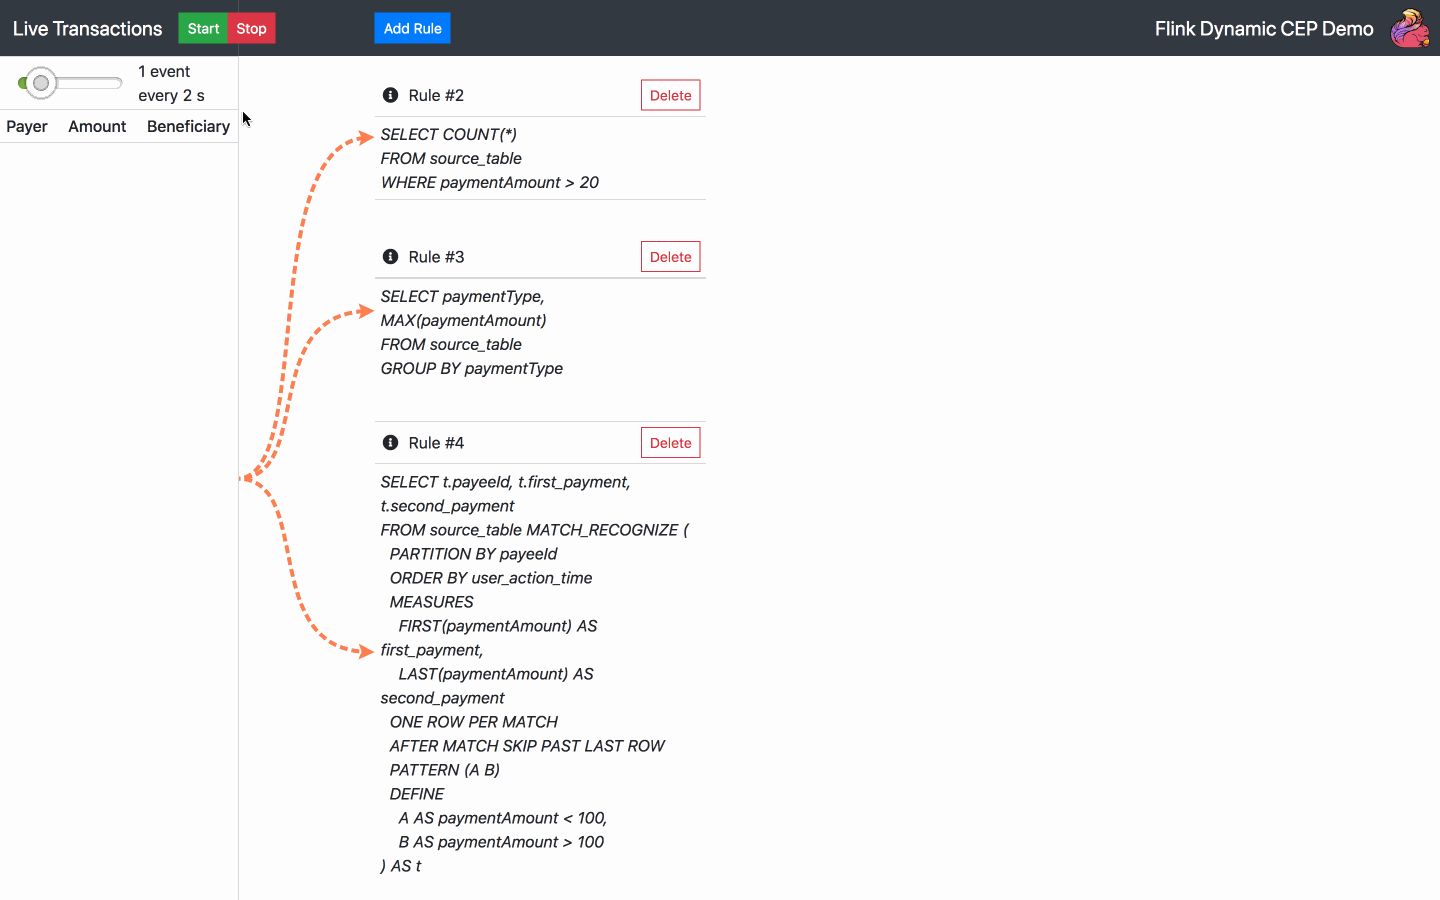 Live Transactions
Start
Stop
Add Rule
Flink Dynamic CEP Demo
1 event
every 2 s
Payer Amount Beneficiary
Rule #2
Delete
SELECT COUNT(*)
FROM source_table
WHERE paymentAmount > 20
Rule #3
Delete
SELECT paymentType,
MAX(paymentAmount)
FROM source_table
GROUP BY paymentType
Rule #4
Delete
SELECT t.payeeId, t.first_payment,
t.second_payment
FROM source_table MATCH_RECOGNIZE (
PARTITION BY payeeId
ORDER BY user_action_time
MEASURES
FIRST(paymentAmount) AS
first_payment,
LAST(paymentAmount) AS
second_payment
ONE ROW PER MATCH
AFTER MATCH SKIP PAST LAST ROW
PATTERN (A B)
DEFINE
A AS paymentAmount < 100,
B AS paymentAmount > 100
) AS t